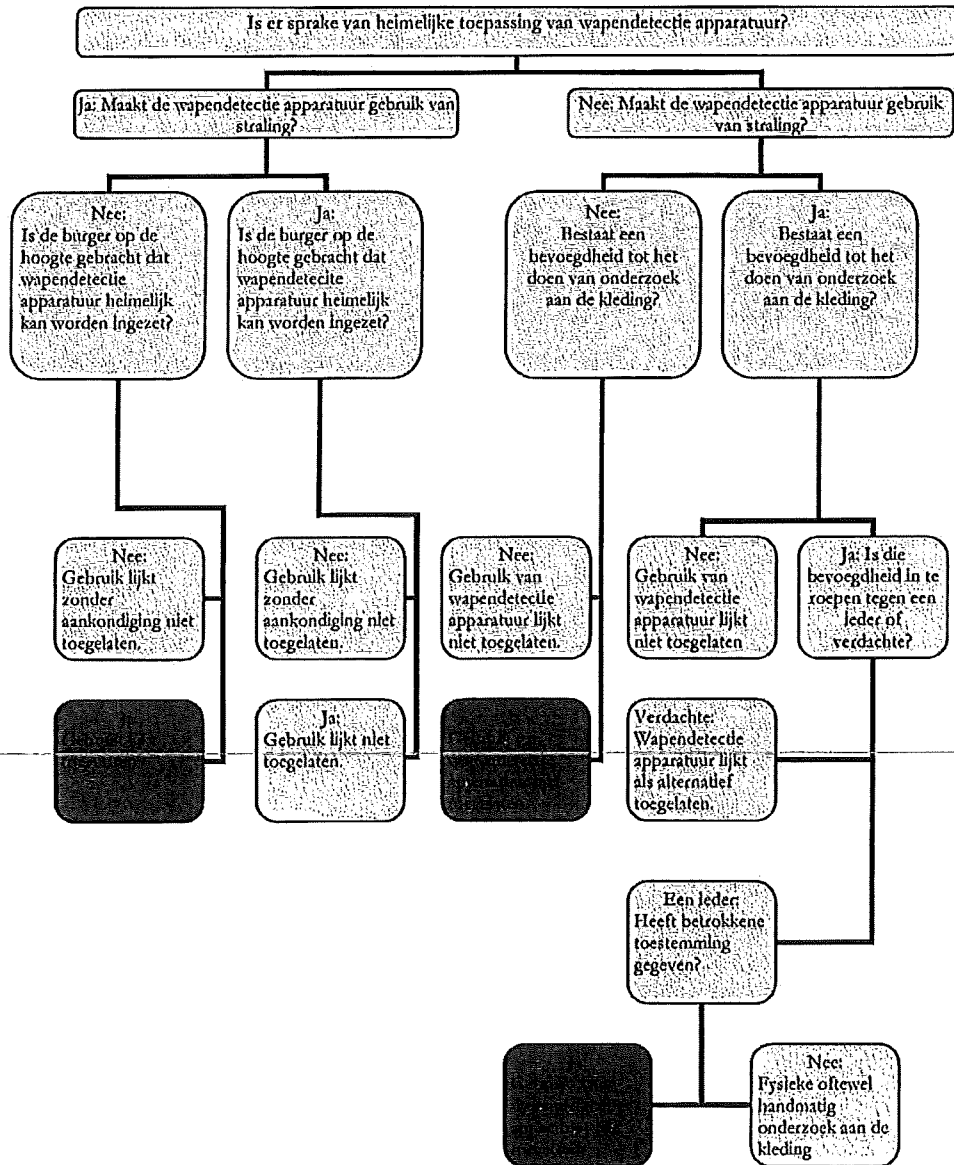 Is er sprake van heimelijke toepassing van wapendetectie apparatuur?
Ja: Maakt de wapendetectie apparatuur gebruik van
straling?
Nee: Maakt de wapendetectie apparatuur gebruik
van straling?
Nee:
Is de burger op de
hoogte gebracht dat
wapendetectie
apparatuur heimelijk
kan worden ingezet?
Ja:
Is de burger op de
hoogte gebracht dat
wapendetectie
apparatuur heimelijk
kan worden ingezet?
Nee:
Bestaat een
bevoegdheid tot het
doen van onderzoek
aan de kleding?
Ja:
Bestaat een
bevoegdheid tot het
doen van onderzoek
aan de kleding?
Nee:
Gebruik lijkt
zonder
aankondiging niet
toegelaten.
Nee:
Gebruik lijkt
zonder
aankondiging niet
toegelaten.
Nee:
Gebruik van
wapendetectie
apparatuur lijkt
niet toegelaten.
Nee:
Gebruik van
wapendetectie
apparatuur lijkt
niet toegelaten
Ja: Is die
bevoegdheid in te
roepen tegen een
ieder of
verdachte?
Ja:
Gebruik lijkt niet
toegelaten.
Verdachte:
Wapendetectie
apparatuur lijkt
als alternatief
toegelaten.
Een ieder:
Heeft betrokkene
toestemming
gegeven?
Nee:
Fysieke oftewel
handmatig
onderzoek aan de
kleding